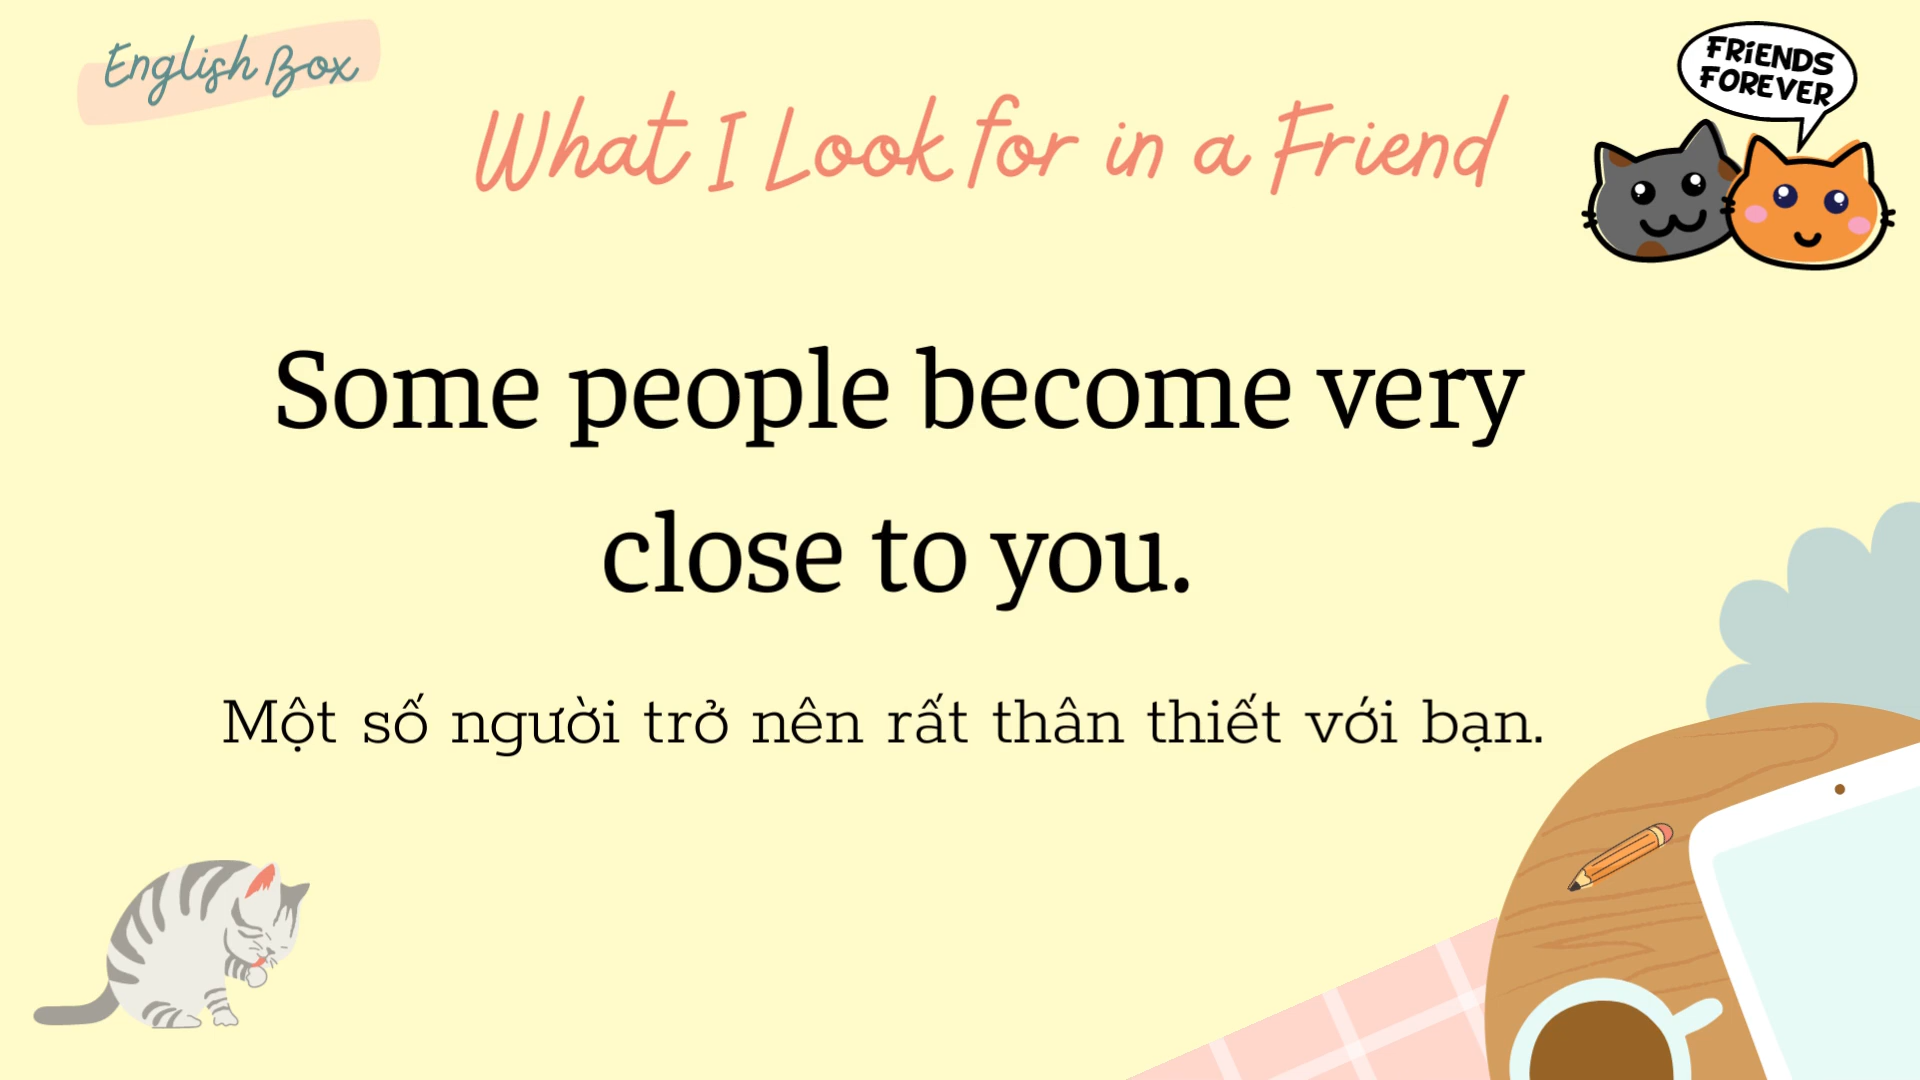 English Box
FRIENDS
FOREVER
What I Look for in a Friend
Some people become very
close to you.
Một số người trở nên rất thân thiết với bạn.